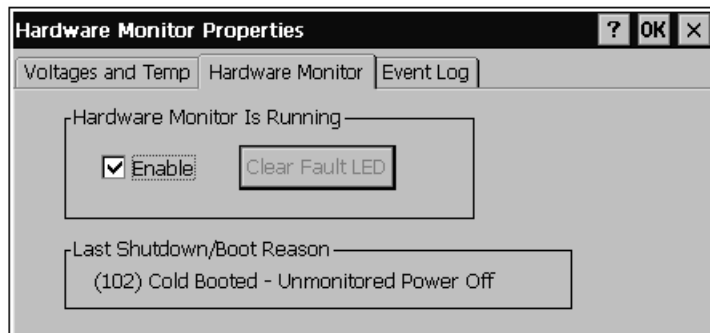 Hardware Monitor Properties ? OK ×
Voltages and Temp Hardware Monitor Event Log
Hardware Monitor Is Running
Enable Clear Fault LED
Last Shutdown/Boot Reason
(102) Cold Booted - Unmonitored Power Off